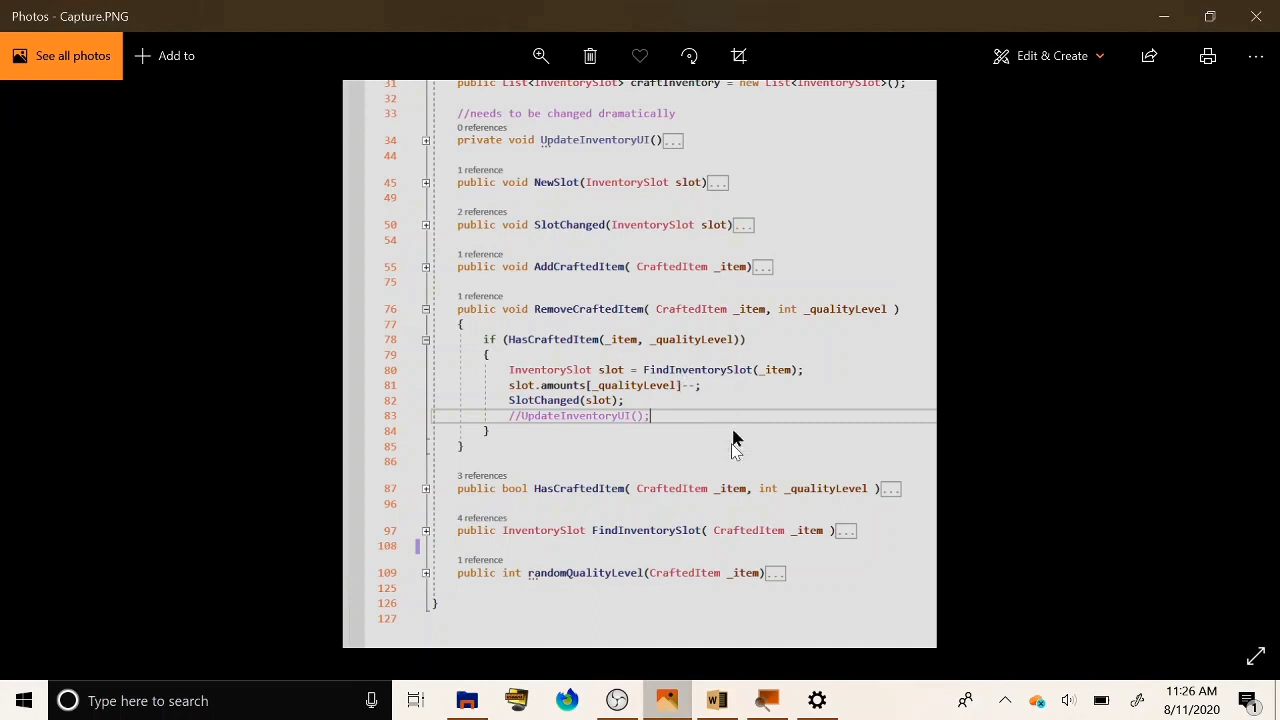 Photos - Capture.PNG
See all photos
Add to
Edit & Create
31 public List<InventorySlot> craftInventory = new List<InventorySlot>();
32
33 //needs to be changed dramatically
0 references
34 private void UpdateInventoryUI()...
44
1 reference
45 public void NewSlot(InventorySlot slot)...
49
2 references
50 public void SlotChanged(InventorySlot slot)...
54
1 reference
55 public void AddCraftedItem( CraftedItem _item)...
75
1 reference
76 public void RemoveCraftedItem( CraftedItem _item, int _qualityLevel )
77 {
78 if (HasCraftedItem(_item, _qualityLevel))
79 {
80 InventorySlot slot = FindInventorySlot(_item);
81 slot.amounts[_qualityLevel]--;
82 SlotChanged(slot);
83 //UpdateInventoryUI();
84 }
85 }
86
3 references
87 public bool HasCraftedItem( CraftedItem _item, int _qualityLevel )...
96
4 references
97 public InventorySlot FindInventorySlot( CraftedItem _item )...
108
1 reference
109 public int randomQualityLevel(CraftedItem _item)...
125
126 }
127
Type here to search
11:26 AM
8/11/2020
1